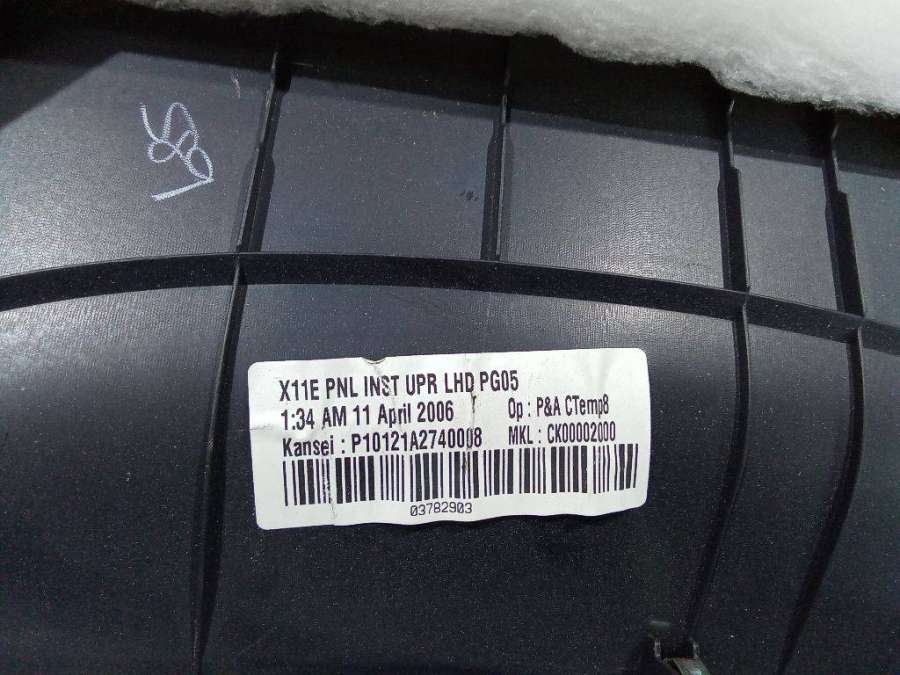 X11E PNL INST UPR LHD PG05
1:34 AM 11 April 2006 Op : P&A CTemp8
Kansei : P10121A2740008 MKL : CK00002000
03782903